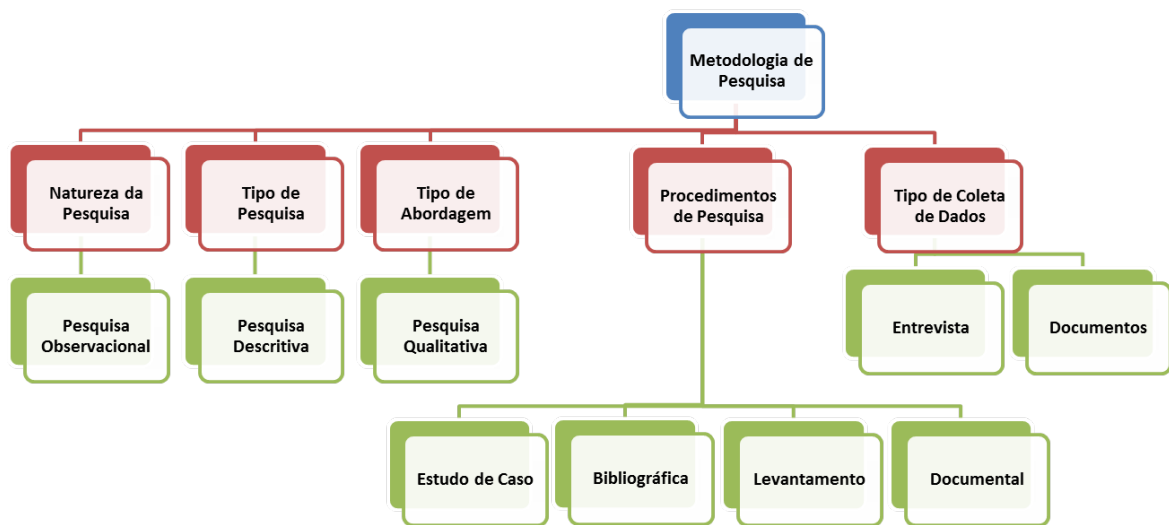 Metodologia de
Pesquisa
Natureza da
Pesquisa
Tipo de
Pesquisa
Tipo de
Abordagem
Procedimentos
de Pesquisa
Tipo de Coleta
de Dados
Pesquisa
Observacional
Pesquisa
Descritiva
Pesquisa
Qualitativa
Entrevista
Documentos
Estudo de Caso
Bibliográfica
Levantamento
Documental